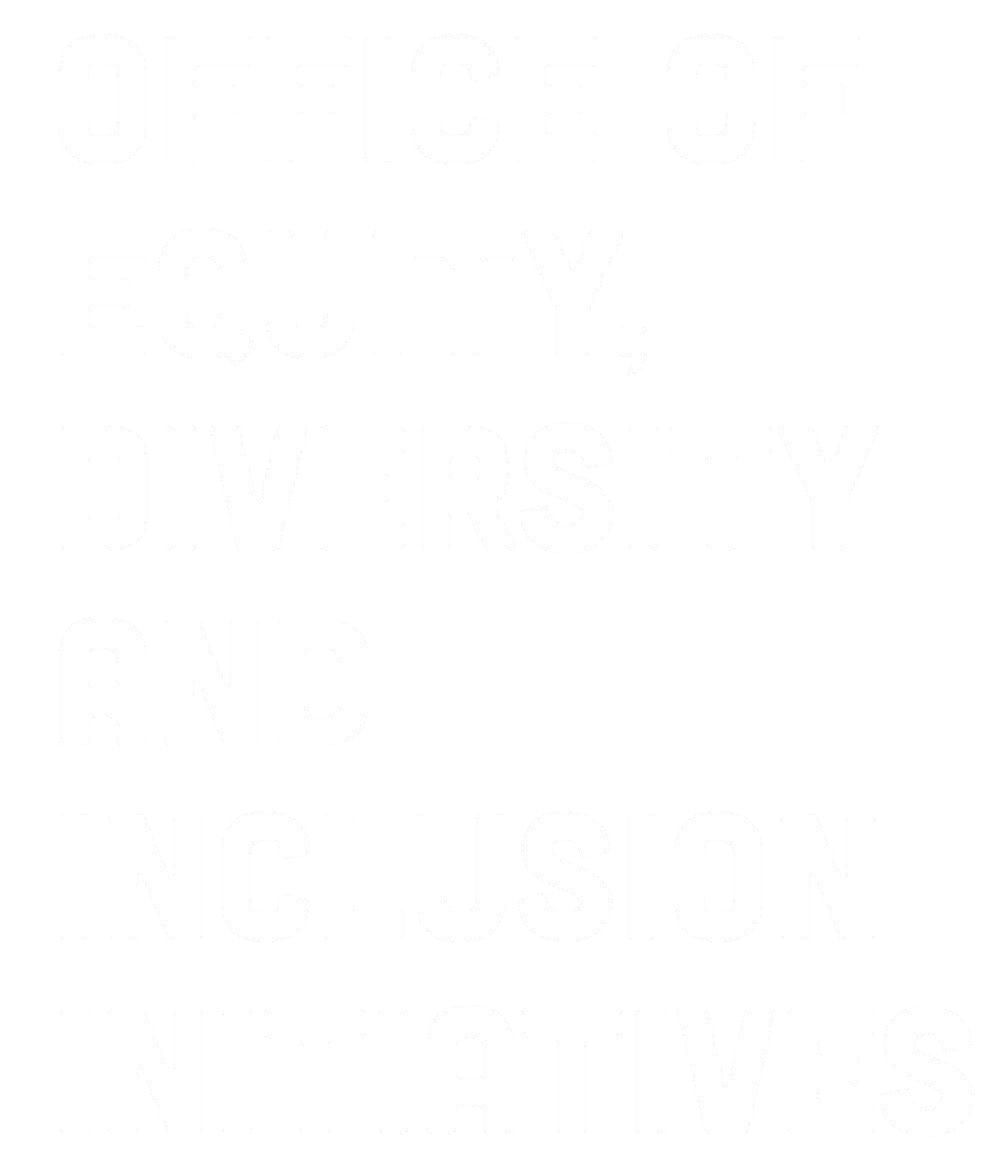 OFFICE OF
EQUITY,
DIVERSITY
AND
INCLUSION
INITIATIVES